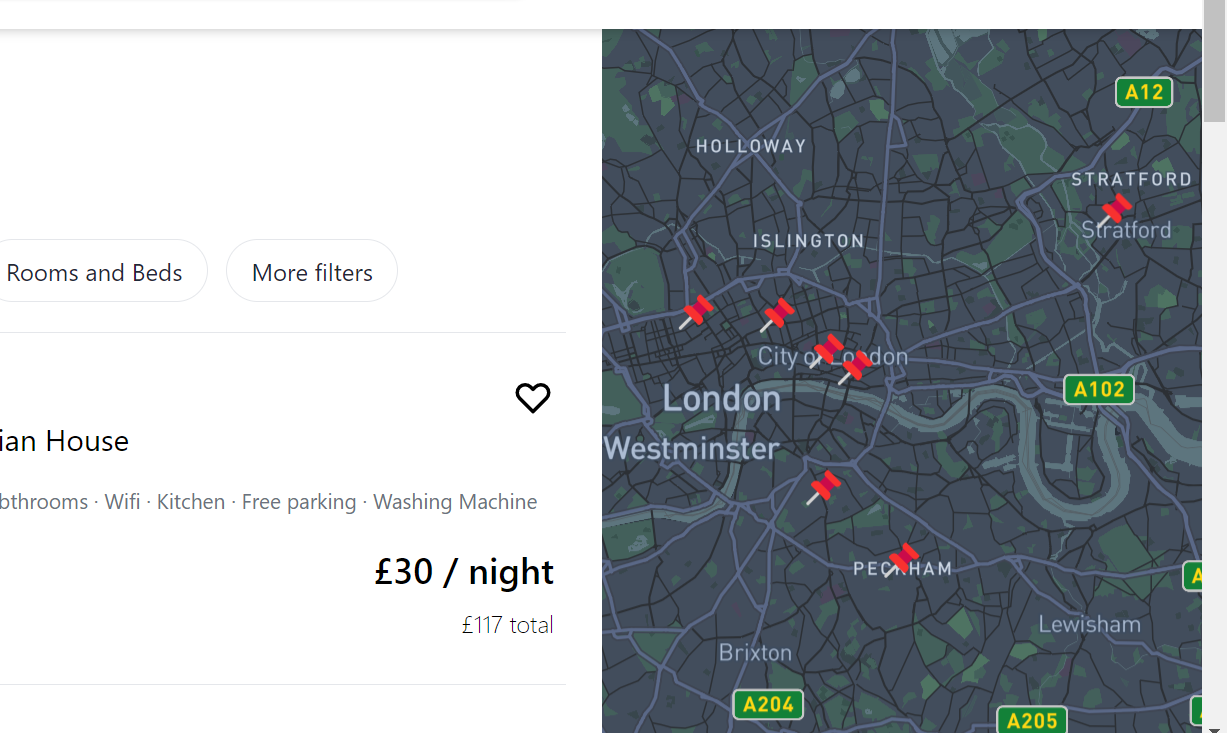 Rooms and Beds
More filters
ian House
bthrooms · Wifi · Kitchen · Free parking · Washing Machine
£30 / night
£117 total
A12
HOLLOWAY
STRATFORD
Stratford
ISLINGTON
City of London
A102
London
Westminster
PECKHAM
A
Lewisham
Brixton
A204
A205